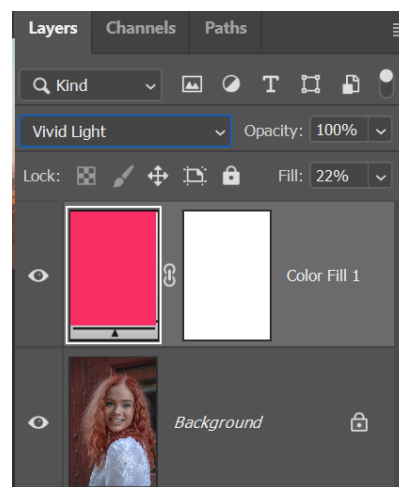 Layers Channels Paths
Kind T
Vivid Light Opacity: 100%
Lock: Fill: 22%
Color Fill 1
Background